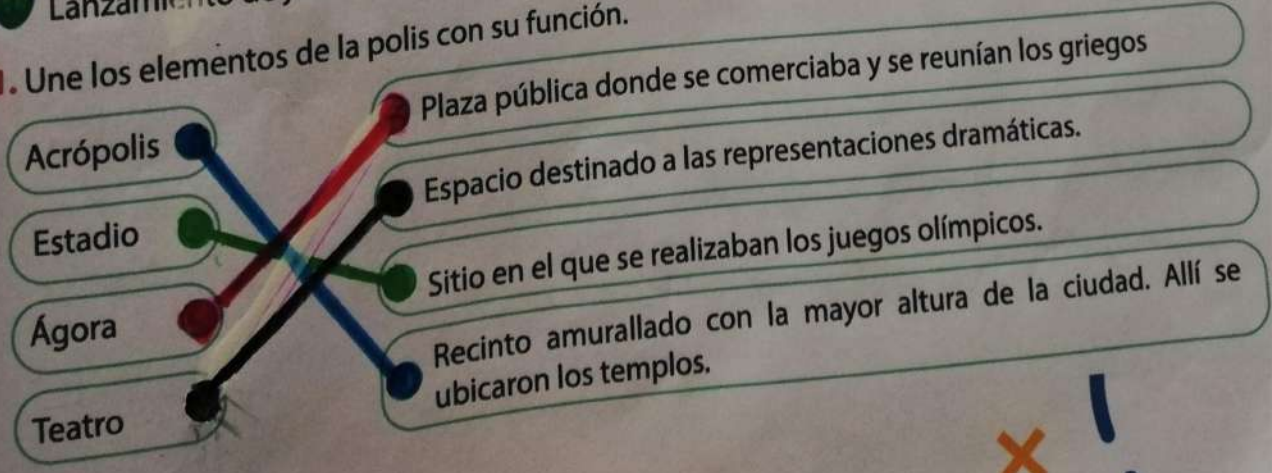 . Une los elementos de la polis con su función.
Acrópolis
Estadio
Ágora
Teatro
Plaza pública donde se comerciaba y se reunían los griegos
Espacio destinado a las representaciones dramáticas.
Sitio en el que se realizaban los juegos olímpicos.
Recinto amurallado con la mayor altura de la ciudad. Allí se
ubicaron los templos.